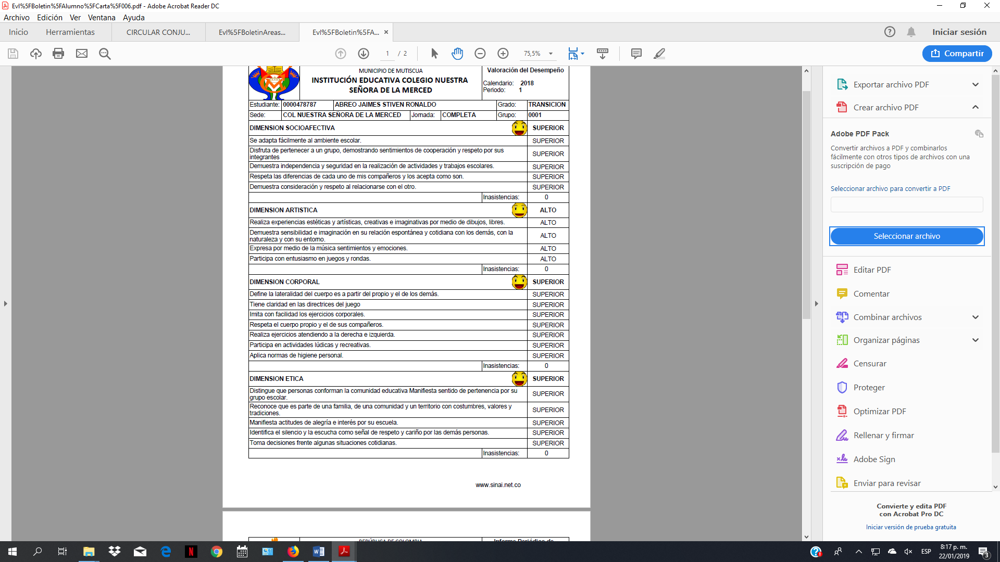 Evl%5FBoletin%5FAlumno%5FCarta%5F006.pdf - Adobe Acrobat Reader DC
Archivo Edición Ver Ventana Ayuda
Inicio Herramientas CIRCULAR CONJU... Evl%5FBoletinAreas... Evl%5FBoletin%5FA... Iniciar sesión
1 / 2 75,5% Compartir
MUNICIPIO DE MUTISCUA
INSTITUCIÓN EDUCATIVA COLEGIO NUESTRA
SEÑORA DE LA MERCED
Valoración del Desempeño
Calendario: 2018
Periodo: 1
Estudiante: 0000478787 ABREO JAIMES STIVEN RONALDO Grado: TRANSICION
Sede: COL NUESTRA SEÑORA DE LA MERCED Jornada: COMPLETA Grupo: 0001
DIMENSION SOCIOAFECTIVA SUPERIOR
Se adapta fácilmente al ambiente escolar. SUPERIOR
Disfruta de pertenecer a un grupo, demostrando sentimientos de cooperación y respeto por sus
integrantes SUPERIOR
Demuestra independencia y seguridad en la realización de actividades y trabajos escolares. SUPERIOR
Respeta las diferencias de cada uno de mis compañeros y los acepta como son. SUPERIOR
Demuestra consideración y respeto al relacionarse con el otro. SUPERIOR
Inasistencias: 0
DIMENSION ARTISTICA ALTO
Realiza experiencias estéticas y artísticas, creativas e imaginativas por medio de dibujos, libres. ALTO
Demuestra sensibilidad e imaginación en su relación espontánea y cotidiana con los demás, con la
naturaleza y con su entorno. ALTO
Expresa por medio de la música sentimientos y emociones. ALTO
Participa con entusiasmo en juegos y rondas. ALTO
Inasistencias: 0
DIMENSION CORPORAL SUPERIOR
Define la lateralidad del cuerpo es a partir del propio y el de los demás. SUPERIOR
Tiene claridad en las directrices del juego SUPERIOR
Imita con facilidad los ejercicios corporales. SUPERIOR
Respeta el cuerpo propio y el de sus compañeros. SUPERIOR
Realiza ejercicios atendiendo a la derecha e izquierda. SUPERIOR
Participa en actividades lúdicas y recreativas. SUPERIOR
Aplica normas de higiene personal. SUPERIOR
Inasistencias: 0
DIMENSION ETICA SUPERIOR
Distingue que personas conforman la comunidad educativa Manifiesta sentido de pertenencia por su
grupo escolar. SUPERIOR
Reconoce que es parte de una familia, de una comunidad y un territorio con costumbres, valores y
tradiciones. SUPERIOR
Manifiesta actitudes de alegría e interés por su escuela. SUPERIOR
Identifica el silencio y la escucha como señal de respeto y cariño por las demás personas. SUPERIOR
Toma decisiones frente algunas situaciones cotidianas. SUPERIOR
Inasistencias: 0
www.sinai.net.co
REPÚBLICA DE COLOMBIA Informe Periódico de
Exportar archivo PDF
Crear archivo PDF
Adobe PDF Pack
Convertir archivos a PDF y combinarlos
fácilmente con otros tipos de archivos con una
suscripción de pago
Seleccionar archivo para convertir a PDF
Seleccionar archivo
Editar PDF
Comentar
Combinar archivos
Organizar páginas
Censurar
Proteger
Optimizar PDF
Rellenar y firmar
Adobe Sign
Enviar para revisar
Convierte y edita PDF
con Acrobat Pro DC
Iniciar versión de prueba gratuita
ESP 8:17 p. m.
22/01/2019 3